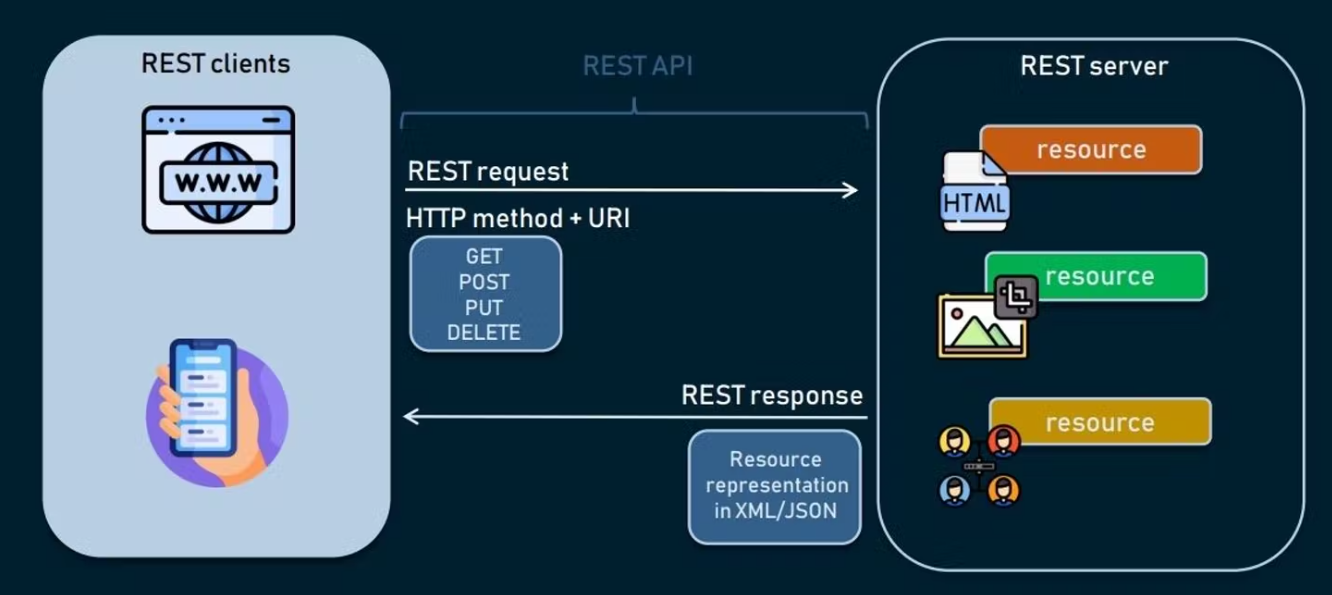 REST clients
W.W.W
REST API
REST request
HTTP method + URI
GET
POST
PUT
DELETE
REST response
Resource
representation
in XML/JSON
REST server
resource
HTML
resource
resource